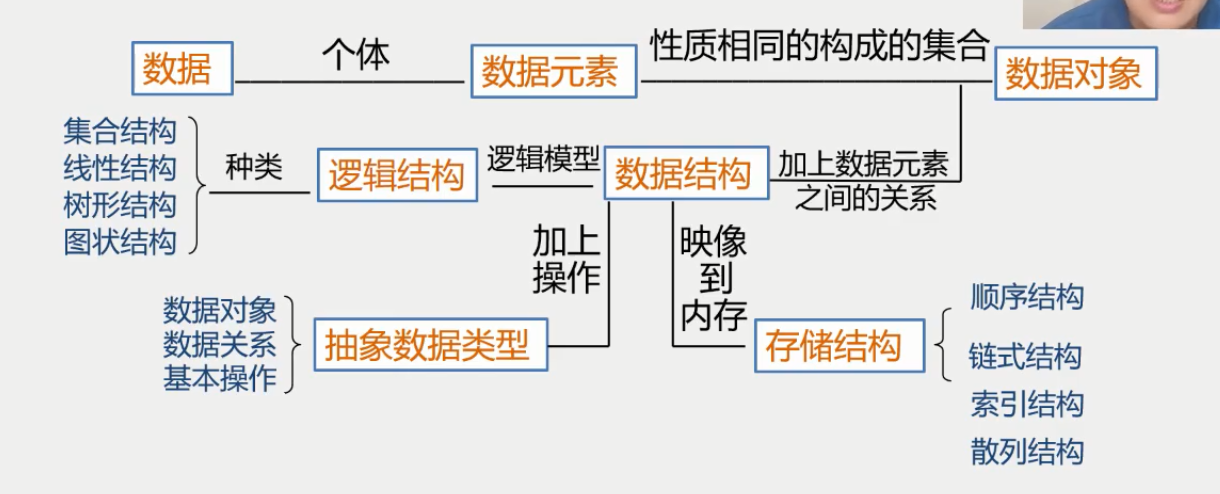 数据
个体
数据元素
性质相同的构成的集合
数据对象
集合结构
线性结构
树形结构
图状结构
种类
逻辑结构
逻辑模型
数据结构
加上数据元素
之间的关系
加上
操作
映像
到
内存
数据对象
数据关系
基本操作
抽象数据类型
存储结构
顺序结构
链式结构
索引结构
散列结构